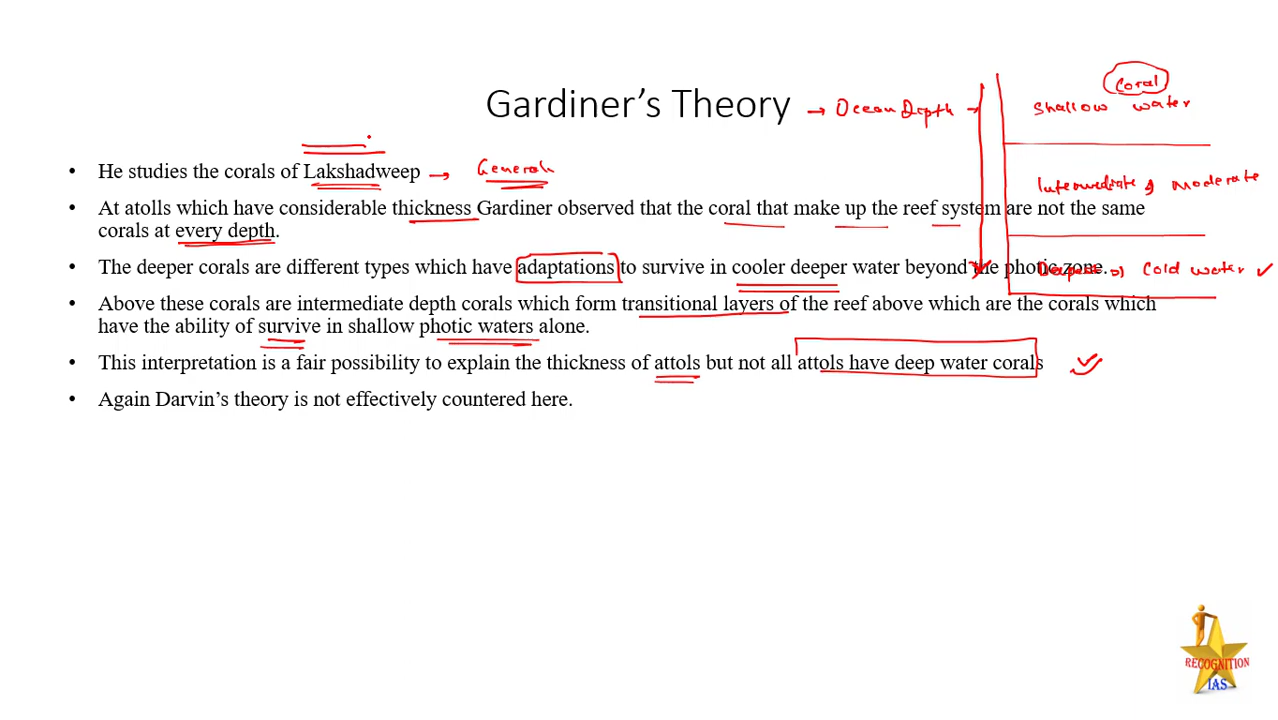 Coral
Gardiner's Theory → Ocean Depth → Shallow water
• He studies the corals of Lakshadweep → General
Intermediate, moderate
• At atolls which have considerable thickness Gardiner observed that the coral that make up the reef system are not the same
corals at every depth.
• The deeper corals are different types which have adaptations to survive in cooler deeper water beyond the photic zone.
Cold water ✓
• Above these corals are intermediate depth corals which form transitional layers of the reef above which are the corals which
have the ability of survive in shallow photic waters alone.
• This interpretation is a fair possibility to explain the thickness of attols but not all attols have deep water corals
• Again Darvin's theory is not effectively countered here.
RECOGNITION
IAS